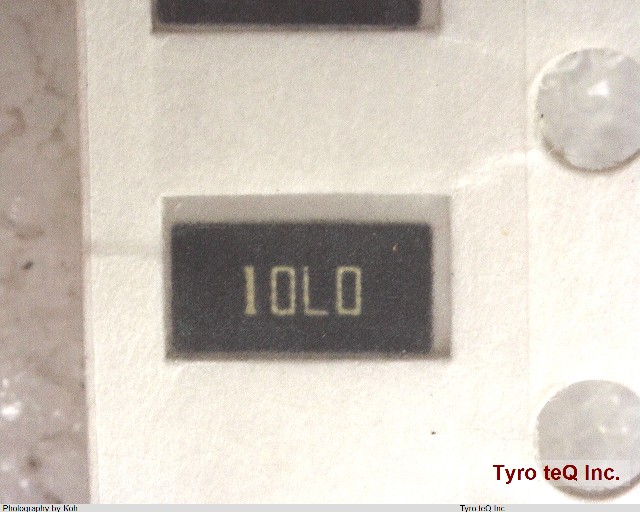 10L0
Tyro teQ Inc.
Photography by Koh
Tyro teQ Inc